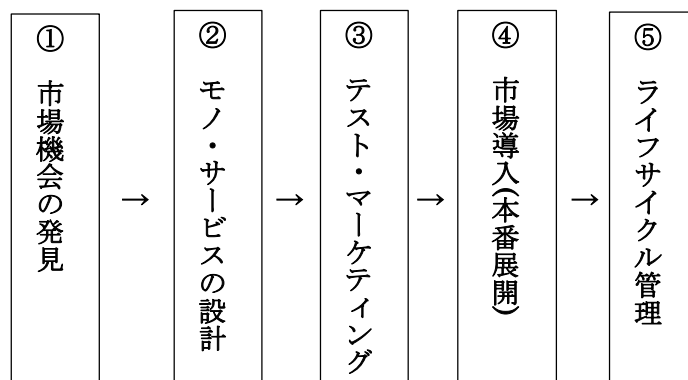 ① 市場機会の発見
→
② モノ・サービスの設計
→
③ テスト・マーケティング
→
④ 市場導入(本番展開)
→
⑤ ライフサイクル管理